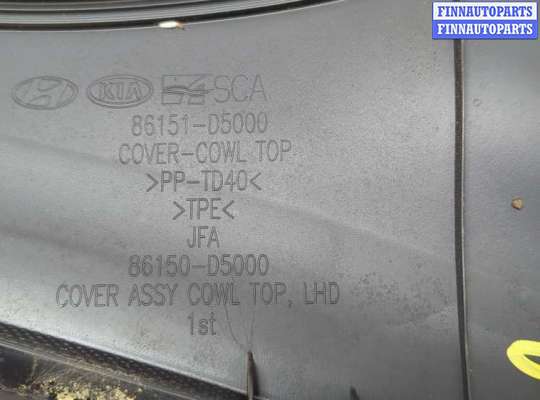 FINNAUTOPARTS
FINNAUTOPARTS
KIA SCA
86151-D5000
COVER-COWL TOP
>PP-TD40<
>TPE<
JFA
86150-D5000
COVER ASSY COWL TOP, LHD
1st